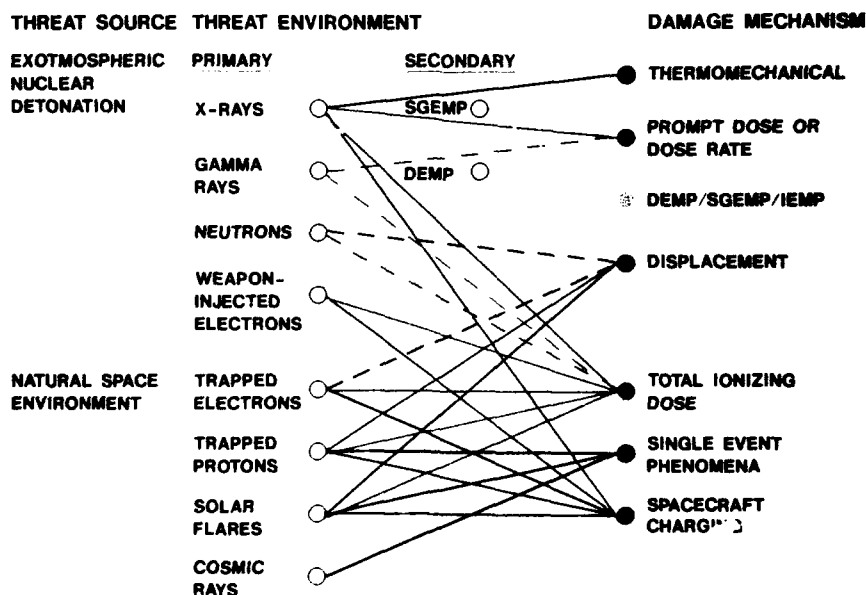 THREAT SOURCE THREAT ENVIRONMENT DAMAGE MECHANISM
EXOTMOSPHERIC
NUCLEAR
DETONATION
PRIMARY
SECONDARY
X-RAYS
SGEMP
GAMMA
RAYS
DEMP
NEUTRONS
WEAPON-
INJECTED
ELECTRONS
NATURAL SPACE
ENVIRONMENT
TRAPPED
ELECTRONS
TRAPPED
PROTONS
SOLAR
FLARES
COSMIC
RAYS
THERMOMECHANICAL
PROMPT DOSE OR
DOSE RATE
DEMP/SGEMP/IEMP
DISPLACEMENT
TOTAL IONIZING
DOSE
SINGLE EVENT
PHENOMENA
SPACECRAFT